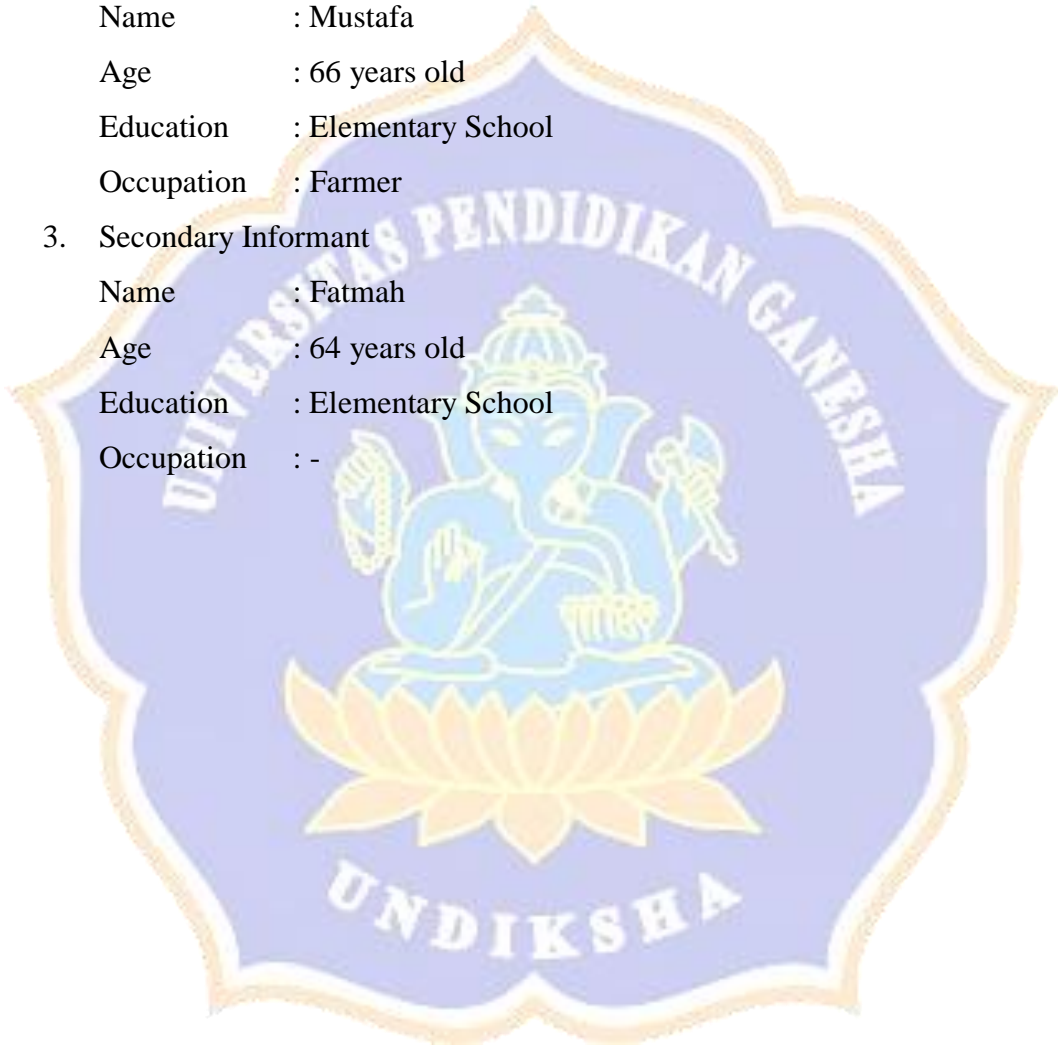 Name : Mustafa
Age : 66 years old
Education : Elementary School
Occupation : Farmer
3. Secondary Informant
Name : Fatmah
Age : 64 years old
Education : Elementary School
Occupation : -
UNIVERSITAS PENDIDIKAN GANESHA
UNDIKSHA